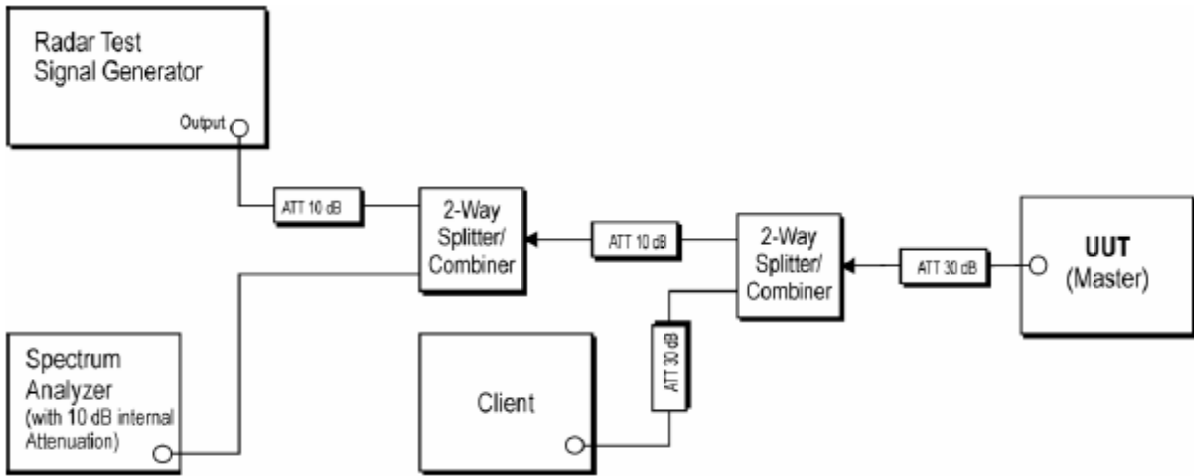 Radar Test
Signal Generator
Output
ATT 10 dB
2-Way
Splitter/
Combiner
ATT 10 dB
2-Way
Splitter/
Combiner
ATT 30 dB
UUT
(Master)
Spectrum
Analyzer
(with 10 dB internal
Attenuation)
Client
ATT 30 dB